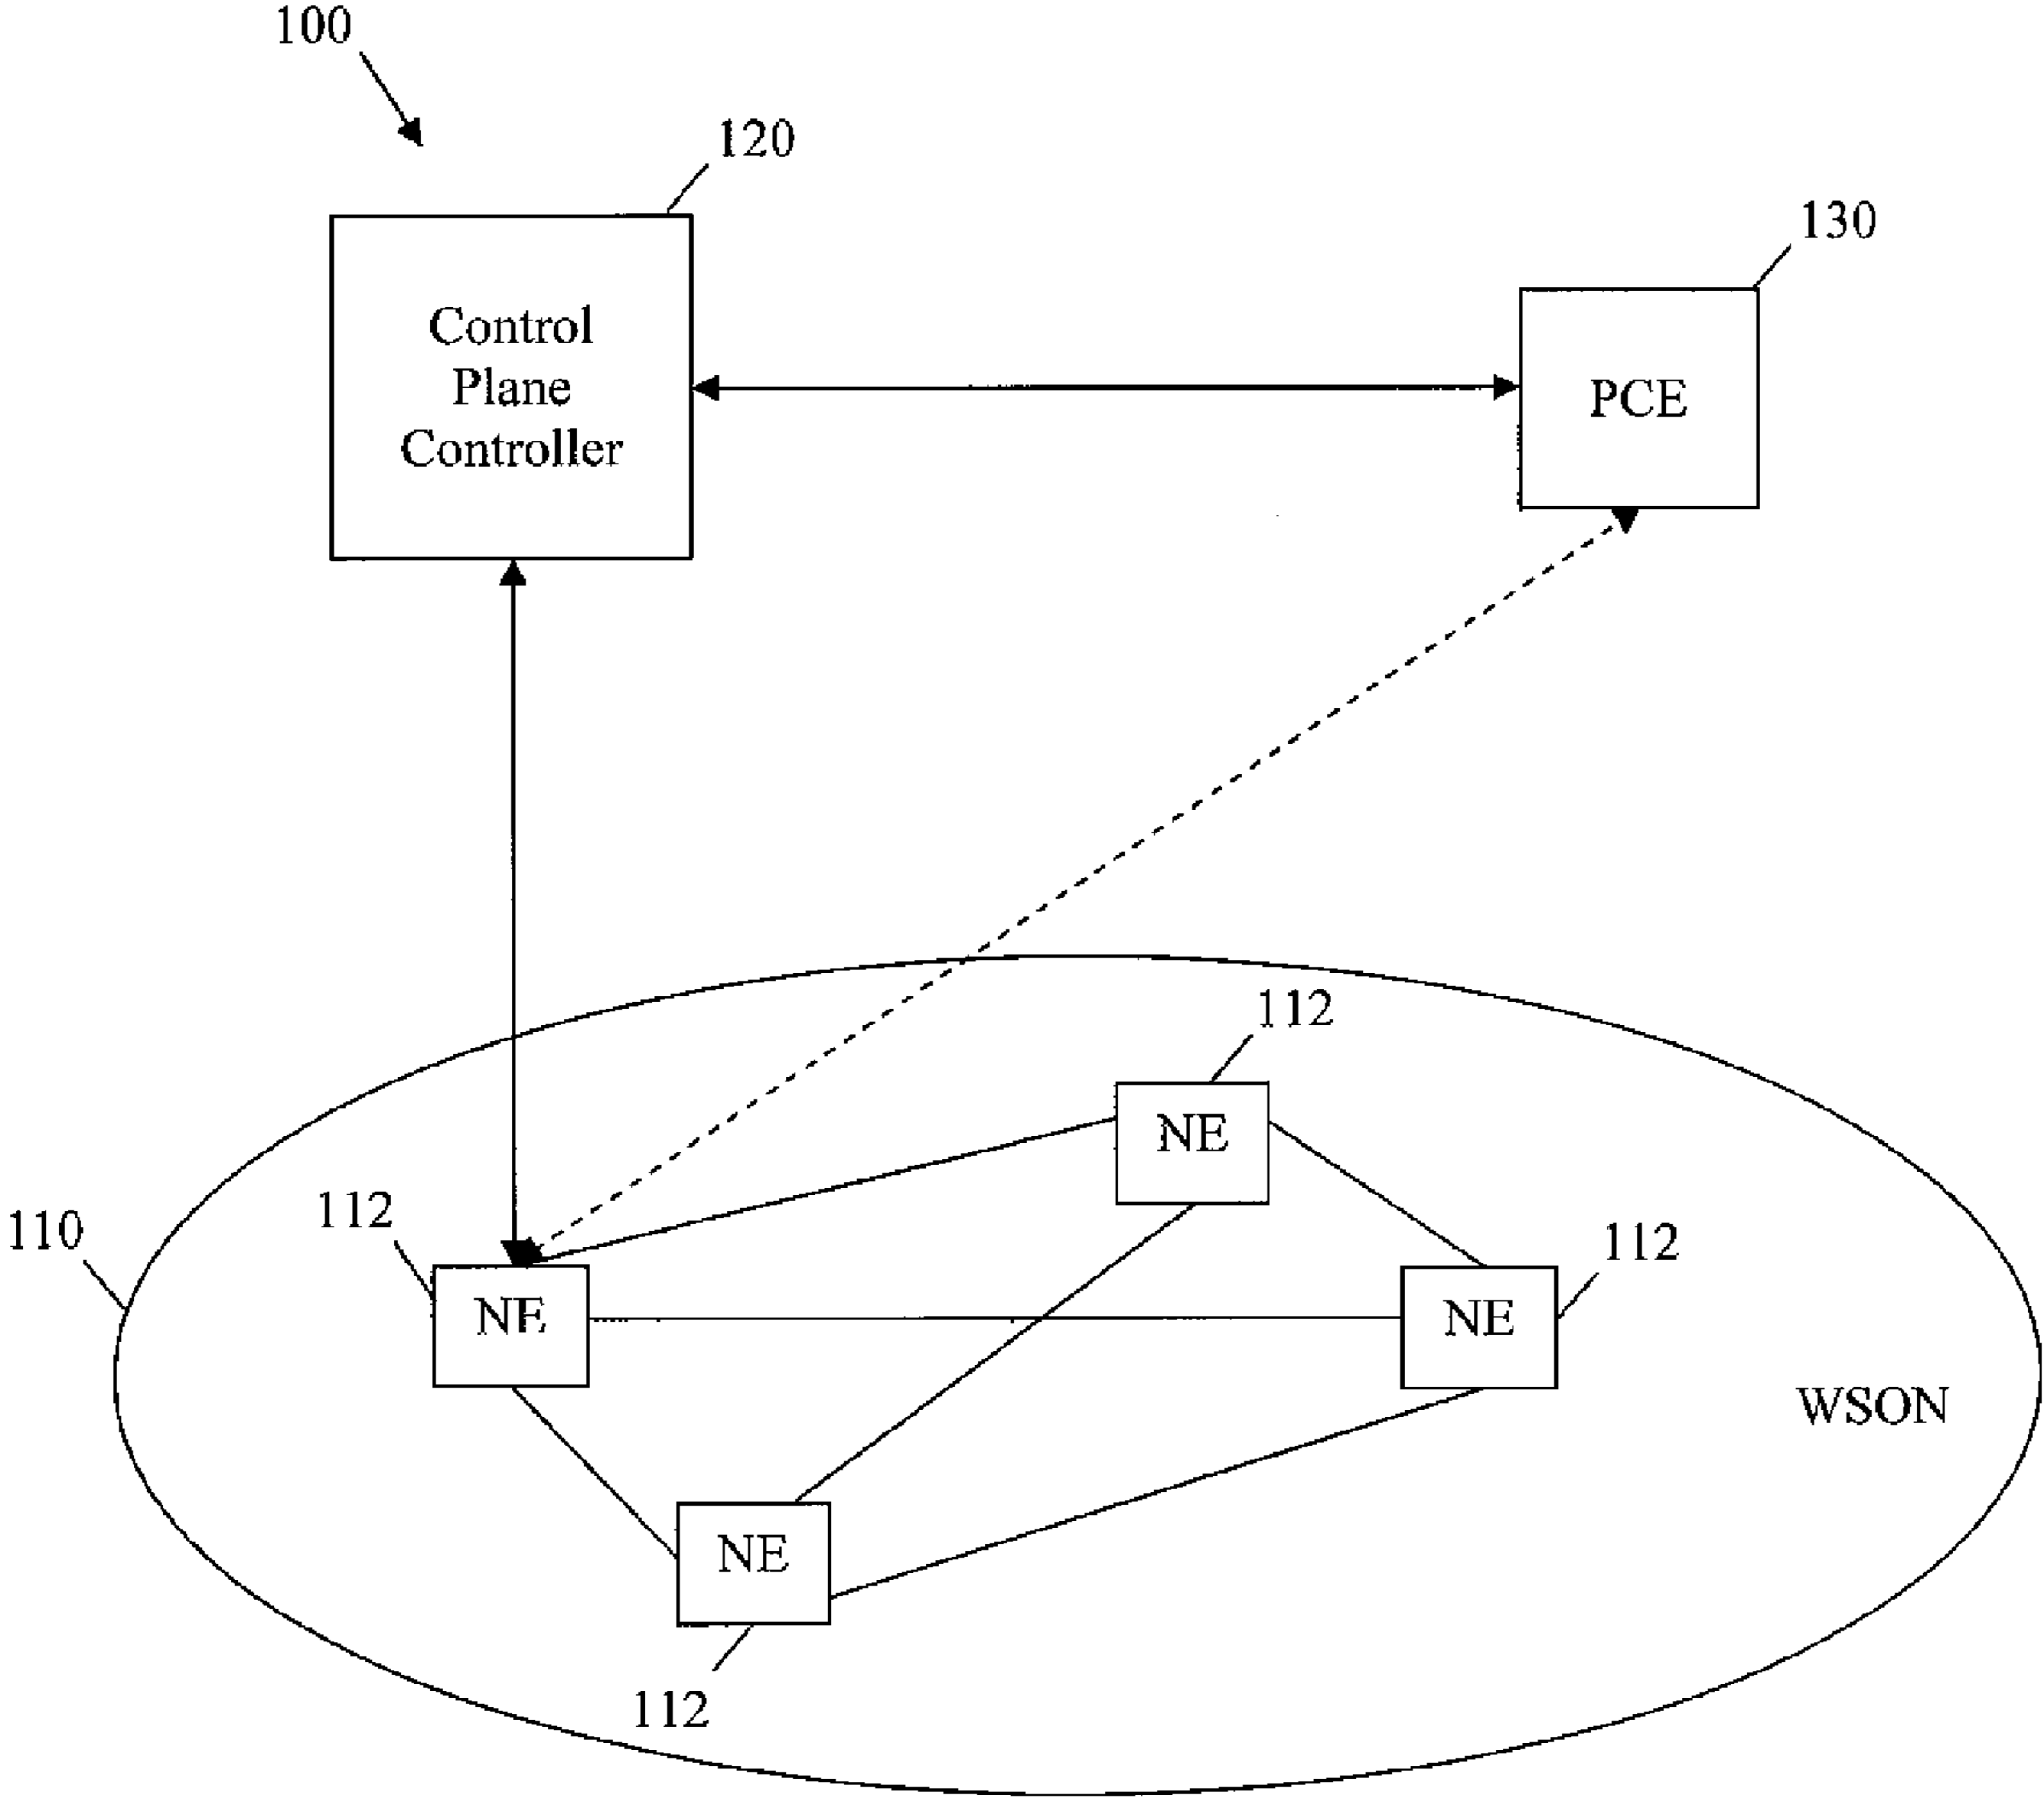 100
120
130
Control
Plane
Controller
PCE
112
NE
112
110
112
NE
NE
WSON
NE
112